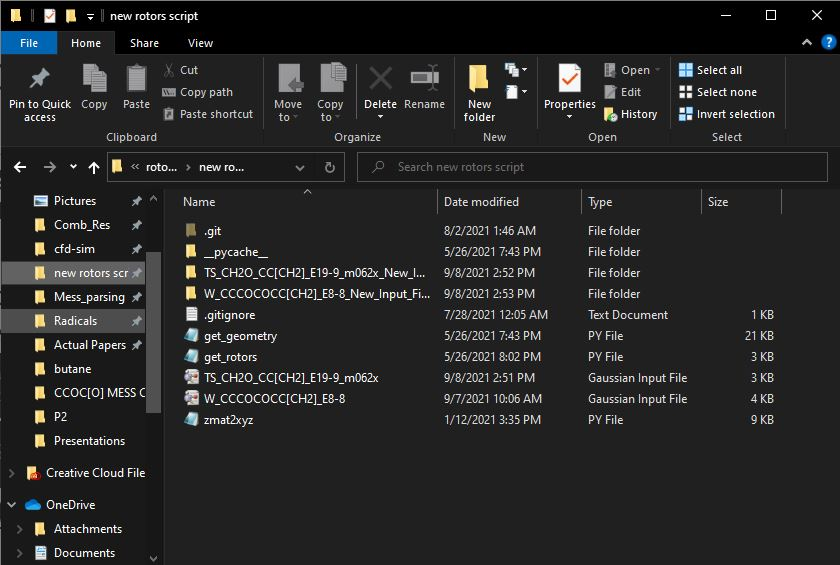 new rotors script
File Home Share View
Pin to Quick access
Copy
Paste
Cut
Copy path
Paste shortcut
Clipboard
Move to
Copy to
Delete
Rename
Organize
New folder
New
Properties
Open
Edit
History
Open
Select all
Select none
Invert selection
Select
« roto... › new ro...
Search new rotors script
Pictures
Comb_Res
cfd-sim
new rotors scr
Mess_parsing
Radicals
Actual Papers
butane
CCOC[O] MESS C
P2
Presentations
Creative Cloud File
OneDrive
Attachments
Documents
Name Date modified Type Size
.git 8/2/2021 1:46 AM File folder
__pycache__ 5/26/2021 7:43 PM File folder
TS_CH2O_CC[CH2]_E19-9_m062x_New_I... 9/8/2021 2:52 PM File folder
W_CCCOCOCC[CH2]_E8-8_New_Input_Fi... 9/8/2021 2:53 PM File folder
.gitignore 7/28/2021 12:05 AM Text Document 1 KB
get_geometry 5/26/2021 7:43 PM PY File 21 KB
get_rotors 5/26/2021 8:02 PM PY File 3 KB
TS_CH2O_CC[CH2]_E19-9_m062x 9/8/2021 2:51 PM Gaussian Input File 3 KB
W_CCCOCOCC[CH2]_E8-8 9/7/2021 10:06 AM Gaussian Input File 4 KB
zmat2xyz 1/12/2021 3:35 PM PY File 9 KB